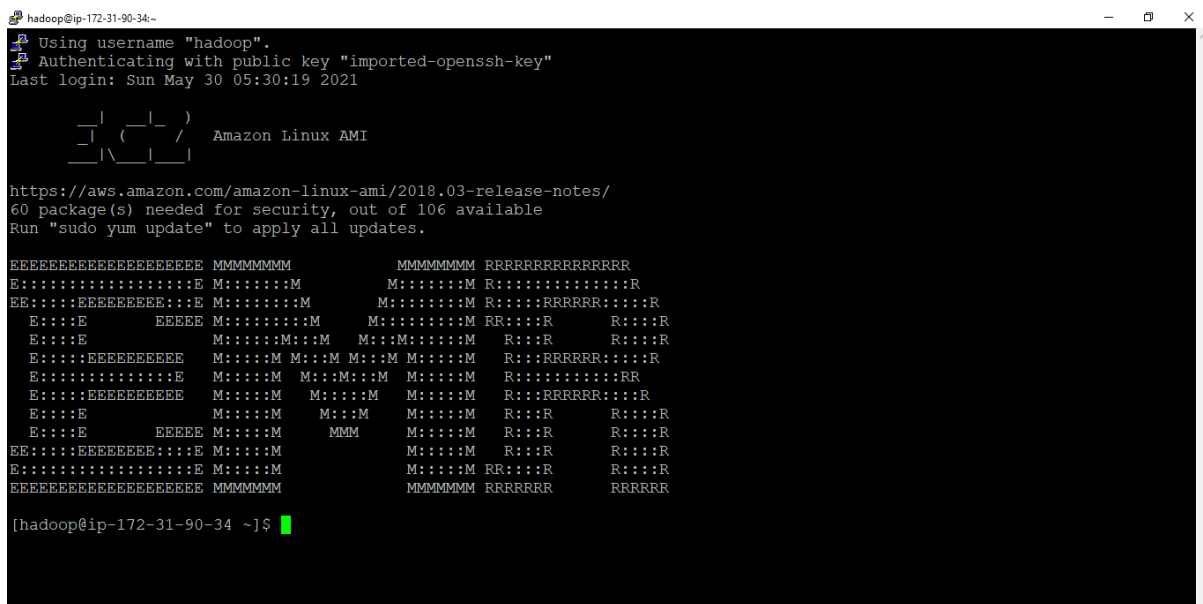 hadoop@ip-172-31-90-34:~
Using username "hadoop".
Authenticating with public key "imported-openssh-key"
Last login: Sun May 30 05:30:19 2021
       __|  __|_  )
       _|  (     /   Amazon Linux AMI
      ___|\___|___|
https://aws.amazon.com/amazon-linux-ami/2018.03-release-notes/
60 package(s) needed for security, out of 106 available
Run "sudo yum update" to apply all updates.
EEEEEEEEEEEEEEEEEEEE MMMMMMMM           MMMMMMMM RRRRRRRRRRRRRRR
E::::::::::::::::::E M:::::::M         M:::::::M R::::::::::::::R
EE:::::EEEEEEEEE:::E M::::::::M       M::::::::M R:::::RRRRRR:::::R
  E::::E       EEEEE M:::::::::M     M:::::::::M RR::::R      R::::R
  E::::E             M::::::M:::M   M:::M::::::M   R:::R      R::::R
  E:::::EEEEEEEEEE   M:::::M M:::M M:::M M:::::M   R:::RRRRRR:::::R
  E::::::::::::::E   M:::::M  M:::M:::M  M:::::M   R:::::::::::RR
  E:::::EEEEEEEEEE   M:::::M   M:::::M   M:::::M   R:::RRRRRR::::R
  E::::E             M:::::M    M:::M    M:::::M   R:::R      R::::R
  E::::E       EEEEE M:::::M     MMM     M:::::M   R:::R      R::::R
EE:::::EEEEEEEE::::E M:::::M             M:::::M   R:::R      R::::R
E::::::::::::::::::E M:::::M             M:::::M RR::::R      R::::R
EEEEEEEEEEEEEEEEEEEE MMMMMMM             MMMMMMM RRRRRRR      RRRRRR
[hadoop@ip-172-31-90-34 ~]$